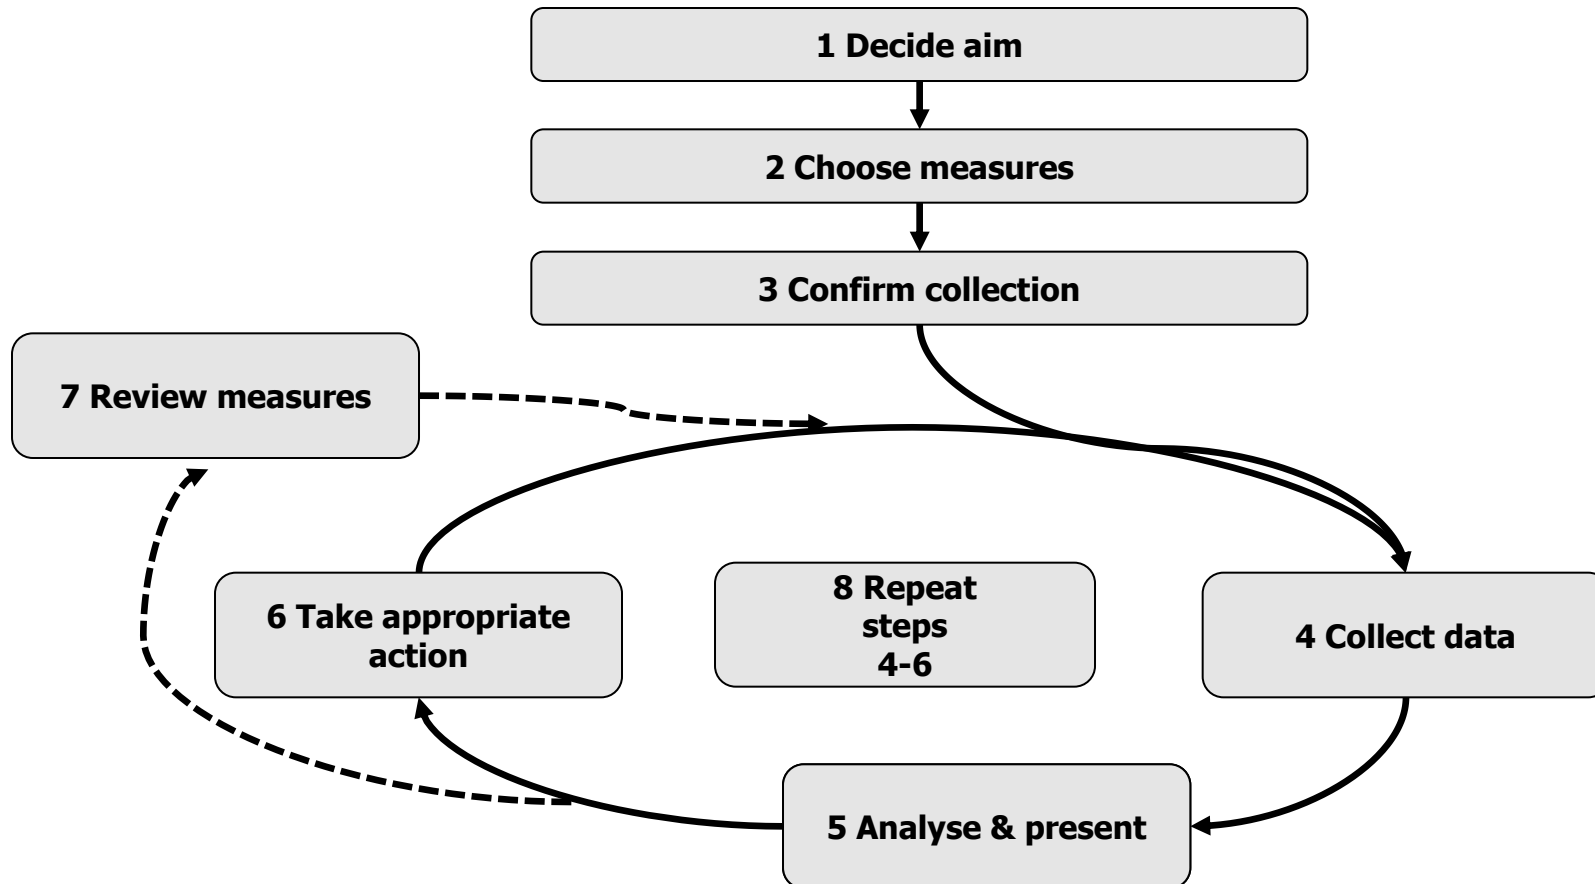 1 Decide aim
2 Choose measures
3 Confirm collection
7 Review measures
6 Take appropriate
action
8 Repeat
steps
4-6
4 Collect data
5 Analyse & present